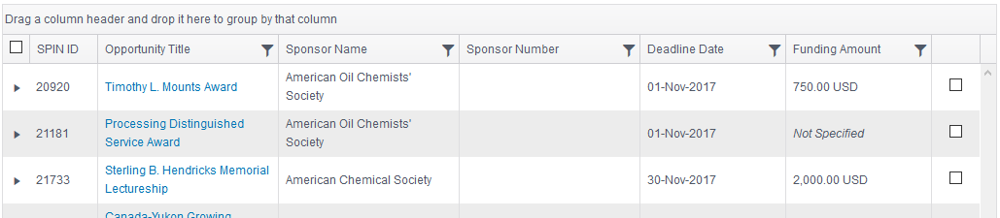 Drag a column header and drop it here to group by that column
SPIN ID Opportunity Title Sponsor Name Sponsor Number Deadline Date Funding Amount
20920 Timothy L. Mounts Award American Oil Chemists' Society 01-Nov-2017 750.00 USD
21181 Processing Distinguished Service Award American Oil Chemists' Society 01-Nov-2017 Not Specified
21733 Sterling B. Hendricks Memorial Lectureship American Chemical Society 30-Nov-2017 2,000.00 USD
Canada-Yukon Growing